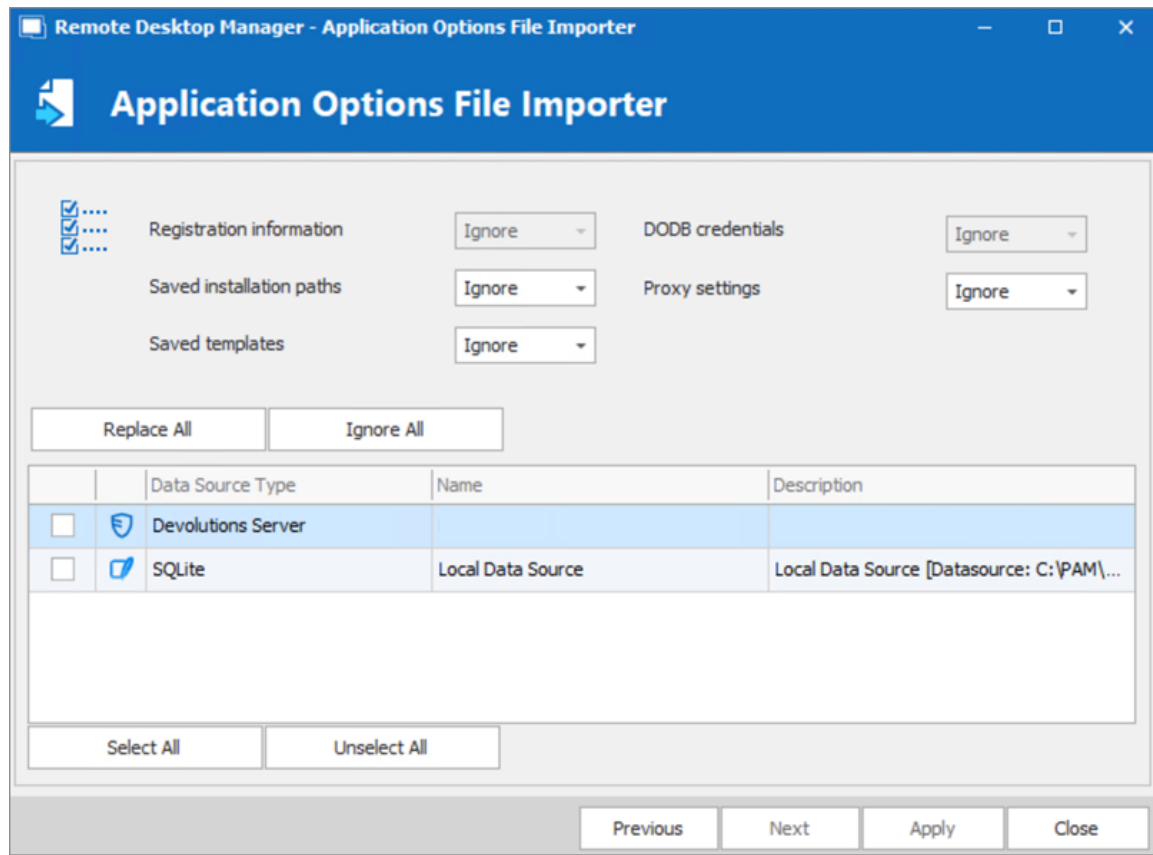 Remote Desktop Manager - Application Options File Importer
Application Options File Importer
Registration information Ignore DODB credentials Ignore
Saved installation paths Ignore Proxy settings Ignore
Saved templates Ignore
Replace All Ignore All
Data Source Type Name Description
Devolutions Server
SQLite Local Data Source Local Data Source [Datasource: C:\PAM\...
Select All Unselect All
Previous Next Apply Close